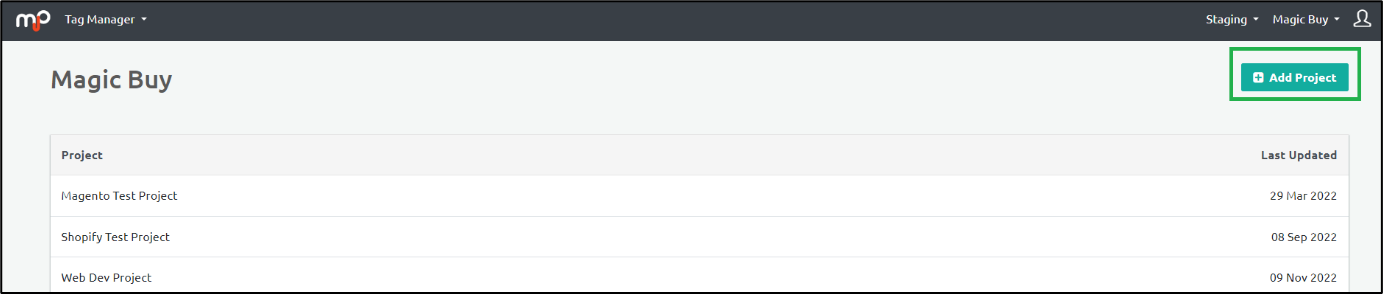 mp Tag Manager Staging Magic Buy
Magic Buy
Add Project
Project Last Updated
Magento Test Project 29 Mar 2022
Shopify Test Project 08 Sep 2022
Web Dev Project 09 Nov 2022